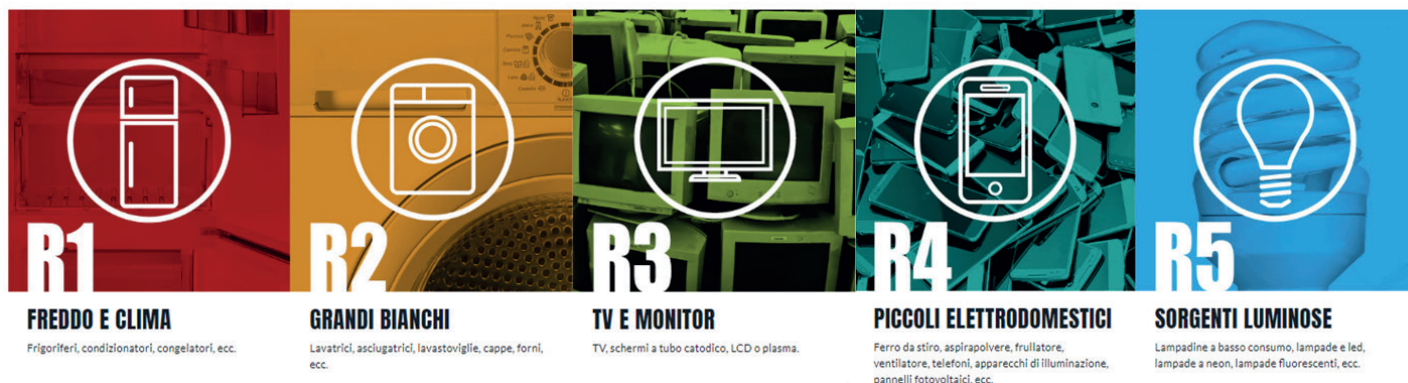 R1
FREDDO E CLIMA
Frigoriferi, condizionatori, congelatori, ecc.
R2
GRANDI BIANCHI
Lavatrici, asciugatrici, lavastoviglie, cappe, forni,
ecc.
R3
TV E MONITOR
TV, schermi a tubo catodico, LCD o plasma.
R4
PICCOLI ELETTRODOMESTICI
Ferro da stiro, aspirapolvere, frullatore,
ventilatore, telefoni, apparecchi di illuminazione,
pannelli fotovoltaici, ecc.
R5
SORGENTI LUMINOSE
Lampadine a basso consumo, lampade e led,
lampade a neon, lampade fluorescenti, ecc.